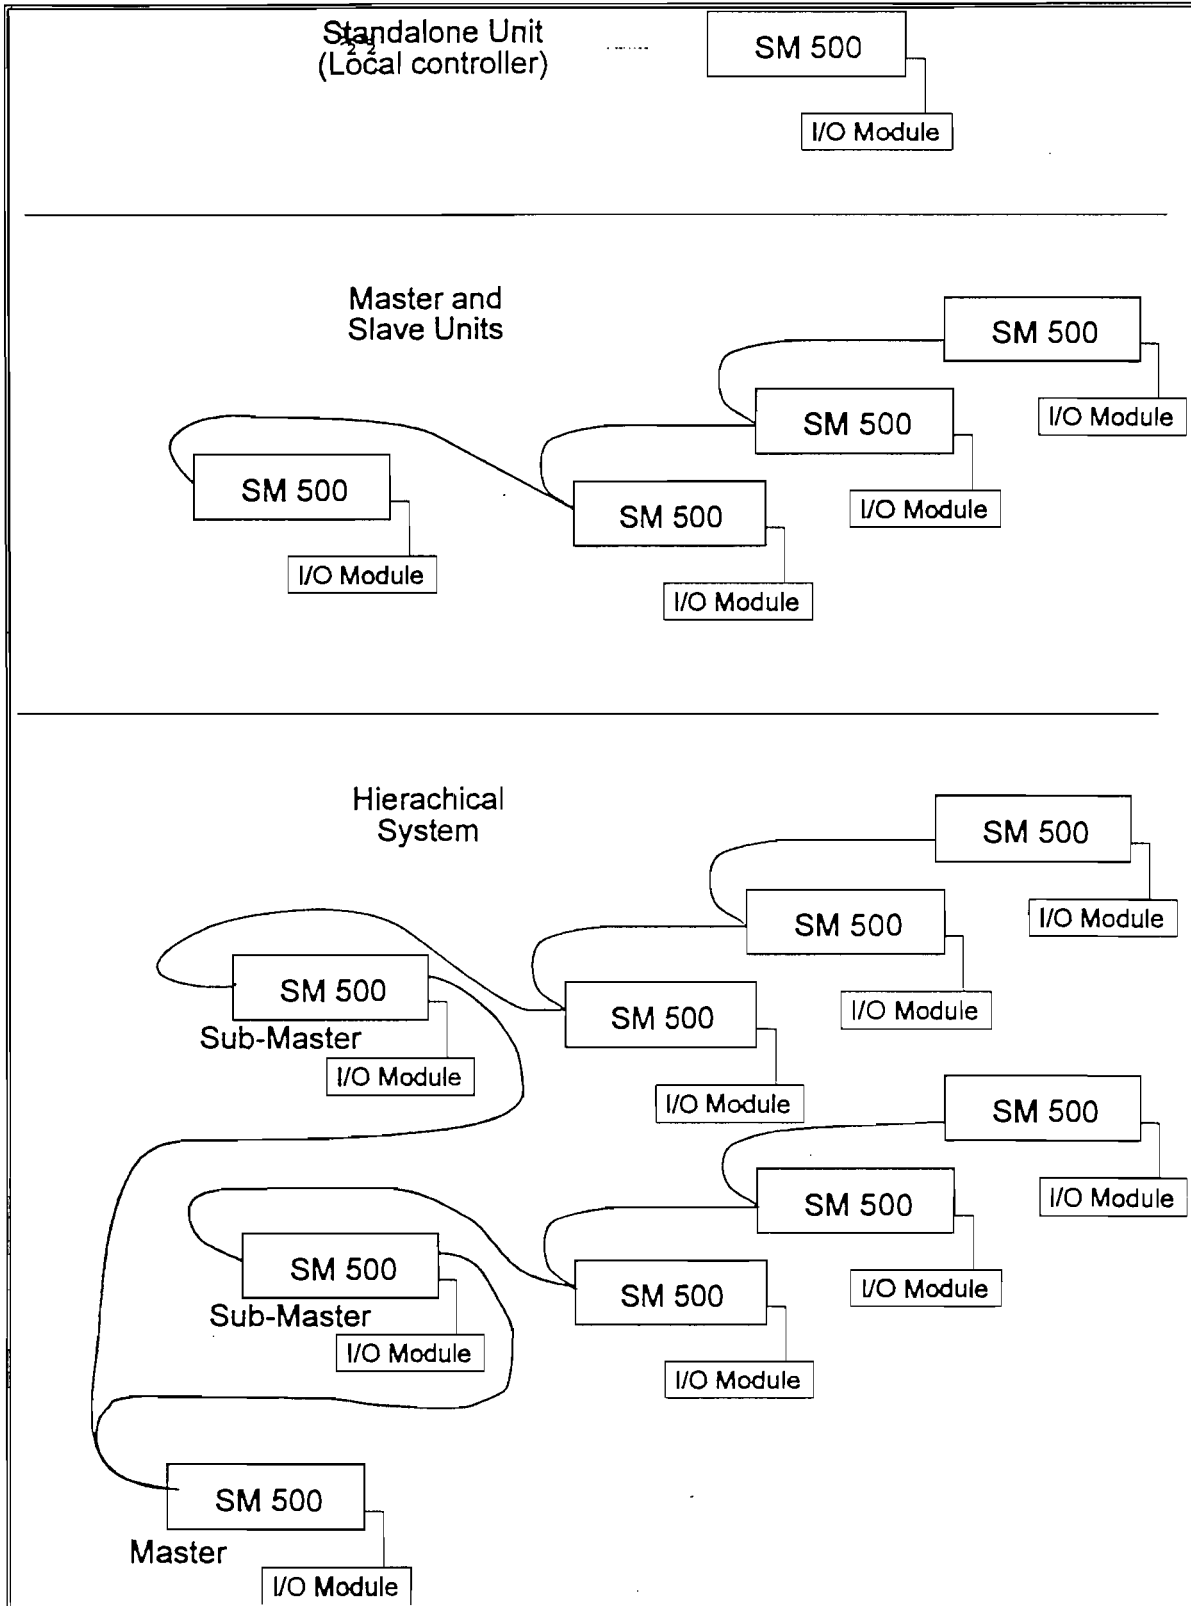 Standalone Unit
2 2
(Local controller)
SM 500
I/O Module
Master and
Slave Units
SM 500
I/O Module
SM 500
I/O Module
SM 500
I/O Module
SM 500
I/O Module
Hierachical
System
SM 500
I/O Module
SM 500
I/O Module
SM 500
Sub-Master
I/O Module
SM 500
I/O Module
SM 500
I/O Module
SM 500
I/O Module
SM 500
Sub-Master
I/O Module
SM 500
I/O Module
SM 500
Master
I/O Module